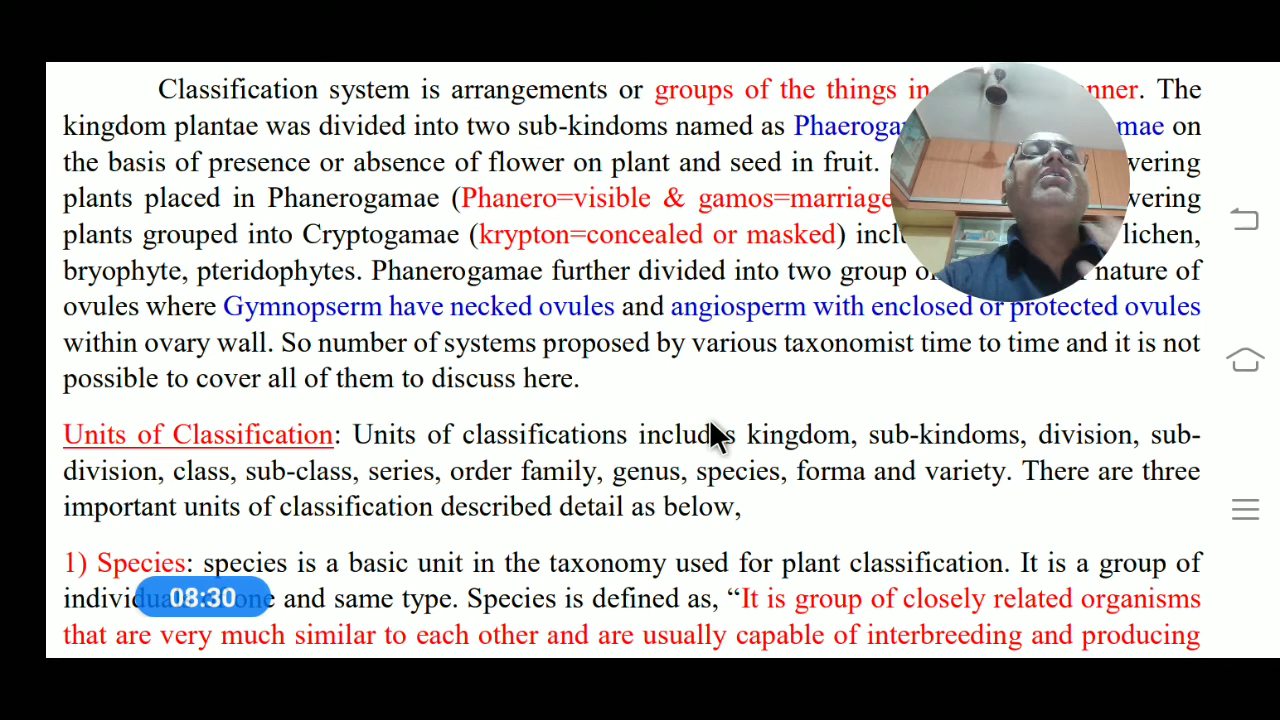 Classification system is arrangements or groups of the things in nner. The
kingdom plantae was divided into two sub-kindoms named as Phaeroga mae on
the basis of presence or absence of flower on plant and seed in fruit. wering
plants placed in Phanerogamae (Phanero=visible & gamos=marriage wering
plants grouped into Cryptogamae (krypton=concealed or masked) lichen,
bryophyte, pteridophytes. Phanerogamae further divided into two group nature of
ovules where Gymnopserm have necked ovules and angiosperm with enclosed or protected ovules
within ovary wall. So number of systems proposed by various taxonomist time to time and it is not
possible to cover all of them to discuss here.
Units of Classification: Units of classifications includes kingdom, sub-kindoms, division, sub-
division, class, sub-class, series, order family, genus, species, forma and variety. There are three
important units of classification described detail as below,
1) Species: species is a basic unit in the taxonomy used for plant classification. It is a group of
and same type. Species is defined as, “It is group of closely related organisms
08:30
that are very much similar to each other and are usually capable of interbreeding and producing